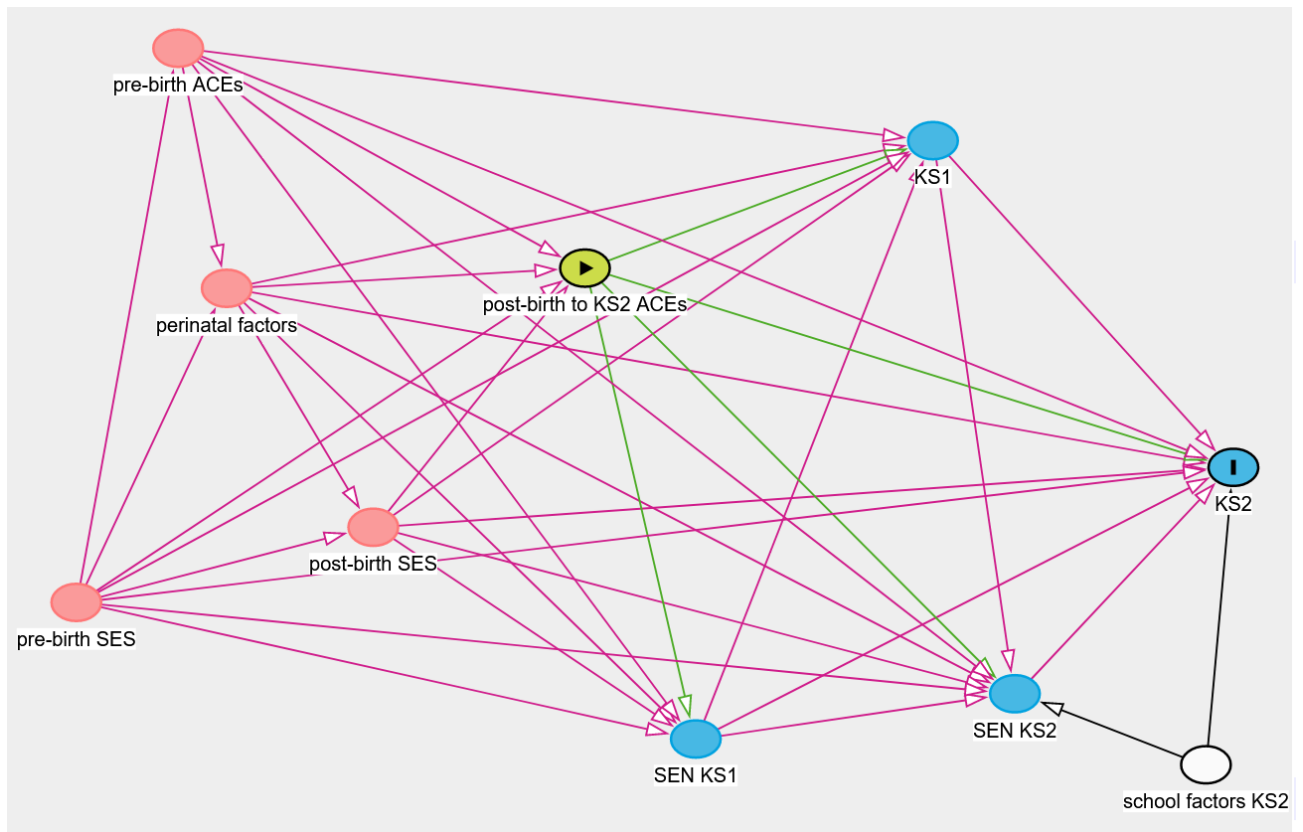 pre-birth ACEs
KS1
post-birth to KS2 ACEs
perinatal factors
KS2
post-birth SES
pre-birth SES
SEN KS2
SEN KS1
school factors KS2